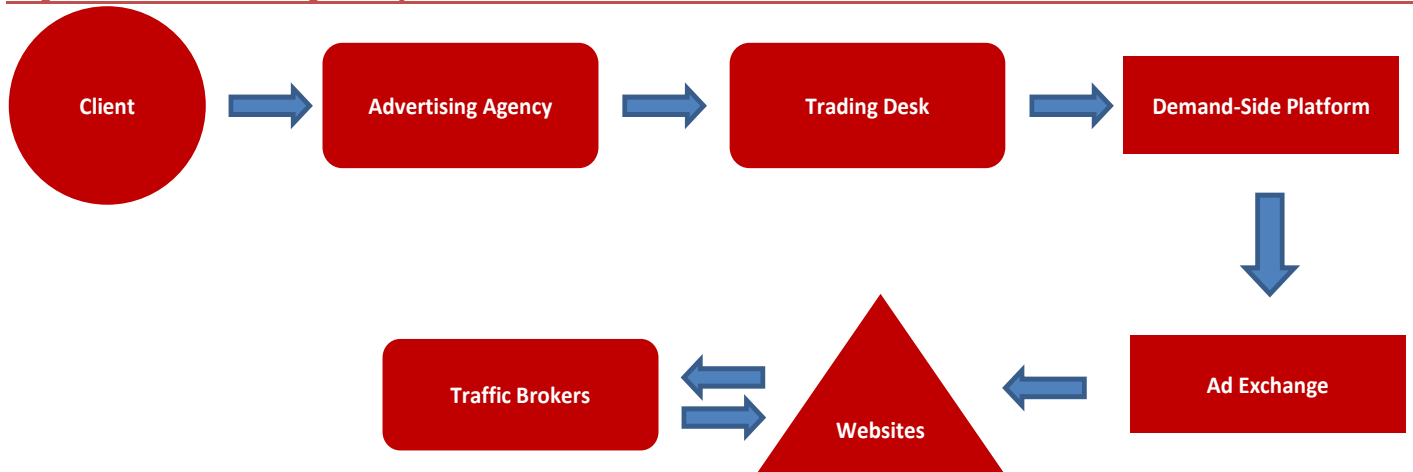 Client
Advertising Agency
Trading Desk
Demand-Side Platform
Traffic Brokers
Websites
Ad Exchange